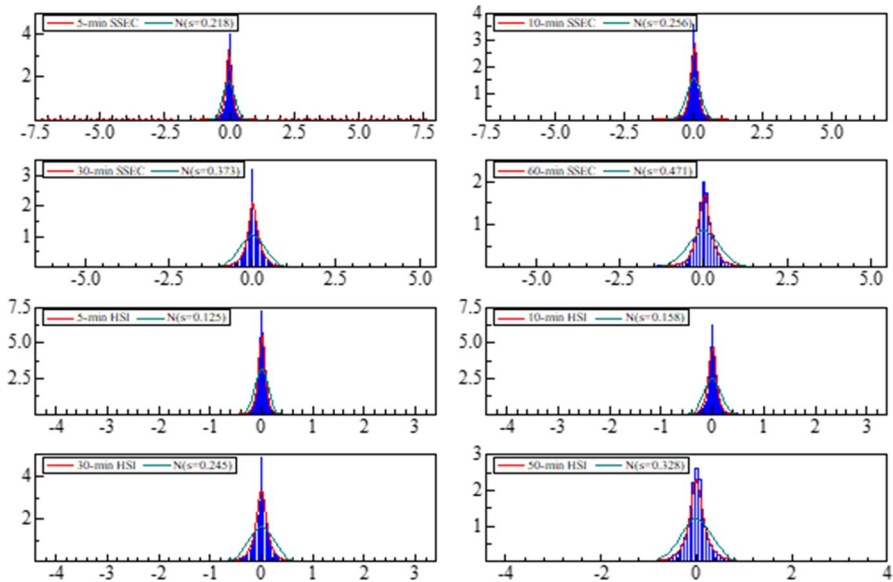 5-min SSEC N(s=0.218)
4
2
-7.5 -5.0 -2.5 0.0 2.5 5.0 7.5
10-min SSEC N(s=0.256)
4
3
2
1
-7.5 -5.0 -2.5 0.0 2.5 5.0
30-min SSEC N(s=0.373)
3
2
1
-5.0 -2.5 0.0 2.5 5.0
60-min SSEC N(s=0.471)
2
1
-5.0 -2.5 0.0 2.5 5.0
5-min HSI N(s=0.125)
7.5
5.0
2.5
-4 -3 -2 -1 0 1 2 3
10-min HSI N(s=0.158)
7.5
5.0
2.5
-4 -3 -2 -1 0 1 2 3
30-min HSI N(s=0.245)
4
2
-4 -3 -2 -1 0 1 2 3
50-min HSI N(s=0.328)
3
2
1
-4 -2 0 2 4